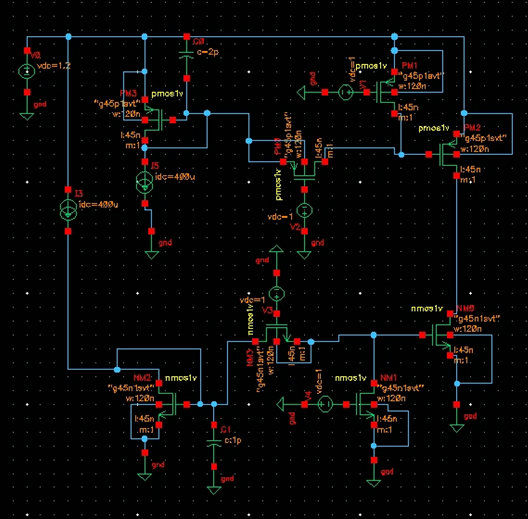 V0
vdc=1.2
gnd
I3
idc=400u
C0
c=2p
PM3
"g45p1svt"
w:120n
l:45n
m:1
I5
idc=400u
gnd
gnd
vdc=1
V1
pmos1v
PM1
"g45p1svt"
w:120n
l:45n
m:1
pmos1v
"g45p1svt"
w:120n
l:45n
m:1
pmos1v
PM2
"g45p1svt"
w:120n
l:45n
m:1
vdc=1
V2
gnd
gnd
vdc=1
V3
nmos1v
NM3
"g45n1svt"
w:120n
l:45n
m:1
nmos1v
NM0
"g45n1svt"
w:120n
l:45n
m:1
gnd
NM2
nmos1v
"g45n1svt"
w:120n
l:45n
m:1
gnd
C1
c:1p
gnd
gnd
vdc=1
V4
nmos1v
NM1
"g45n1svt"
w:120n
l:45n
m:1
gnd